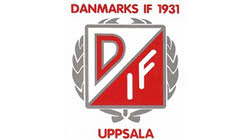 DANMARKS IF 1931
D
IF
UPPSALA